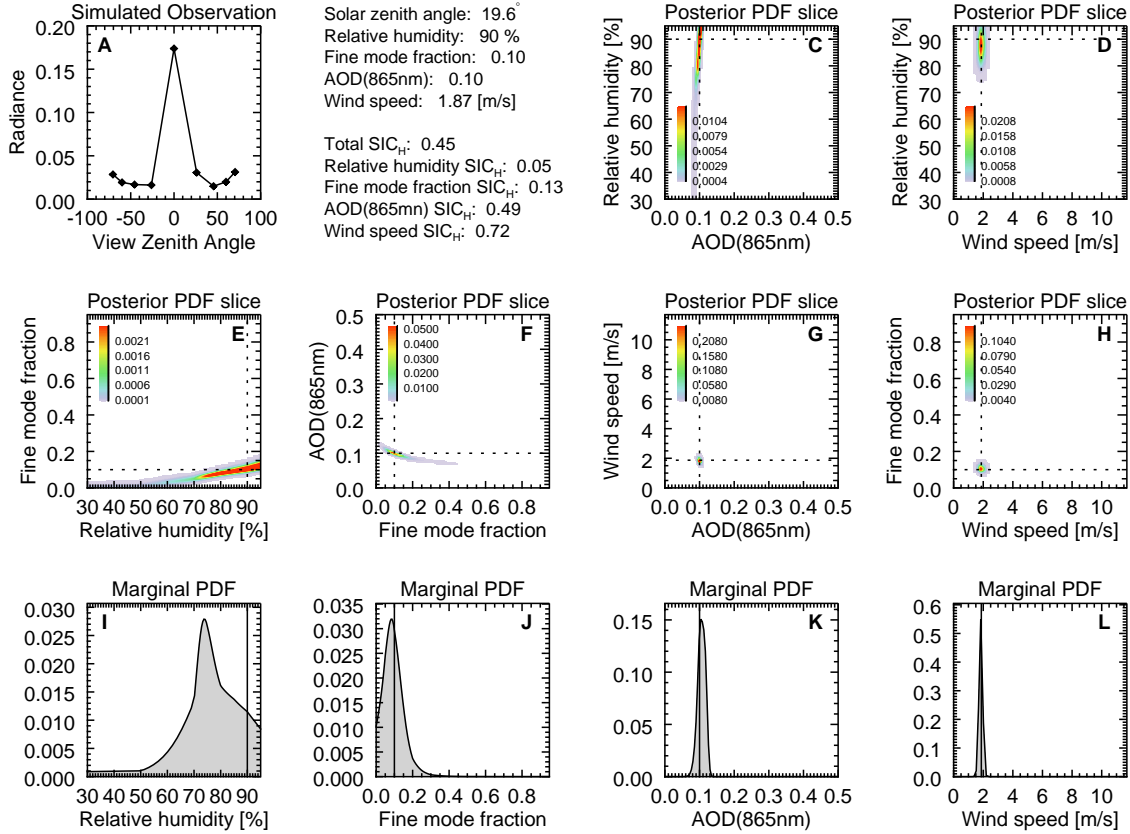 Simulated Observation
A
Radiance
0.20
0.15
0.10
0.05
0.00
-100 -50 0 50 100
View Zenith Angle
Solar zenith angle: 19.6°
Relative humidity: 90 %
Fine mode fraction: 0.10
AOD(865nm): 0.10
Wind speed: 1.87 [m/s]
Total SIC_H: 0.45
Relative humidity SIC_H: 0.05
Fine mode fraction SIC_H: 0.13
AOD(865mn) SIC_H: 0.49
Wind speed SIC_H: 0.72
Posterior PDF slice
C
Relative humidity [%]
90
80
70
60
50
40
30
0.0104
0.0079
0.0054
0.0029
0.0004
0.0 0.1 0.2 0.3 0.4 0.5
AOD(865nm)
Posterior PDF slice
D
Relative humidity [%]
90
80
70
60
50
40
30
0.0208
0.0158
0.0108
0.0058
0.0008
0 2 4 6 8 10
Wind speed [m/s]
Posterior PDF slice
E
Fine mode fraction
0.8
0.6
0.4
0.2
0.0
0.0021
0.0016
0.0011
0.0006
0.0001
30 40 50 60 70 80 90
Relative humidity [%]
Posterior PDF slice
F
AOD(865nm)
0.5
0.4
0.3
0.2
0.1
0.0
0.0500
0.0400
0.0300
0.0200
0.0100
0.0 0.2 0.4 0.6 0.8
Fine mode fraction
Posterior PDF slice
G
Wind speed [m/s]
10
8
6
4
2
0
0.2080
0.1580
0.1080
0.0580
0.0080
0.0 0.1 0.2 0.3 0.4 0.5
AOD(865nm)
Posterior PDF slice
H
Fine mode fraction
0.8
0.6
0.4
0.2
0.0
0.1040
0.0790
0.0540
0.0290
0.0040
0 2 4 6 8 10
Wind speed [m/s]
Marginal PDF
I
0.030
0.025
0.020
0.015
0.010
0.005
0.000
30 40 50 60 70 80 90
Relative humidity [%]
Marginal PDF
J
0.035
0.030
0.025
0.020
0.015
0.010
0.005
0.000
0.0 0.2 0.4 0.6 0.8
Fine mode fraction
Marginal PDF
K
0.15
0.10
0.05
0.00
0.0 0.1 0.2 0.3 0.4 0.5
AOD(865nm)
Marginal PDF
L
0.6
0.5
0.4
0.3
0.2
0.1
0.0
0 2 4 6 8 10
Wind speed [m/s]